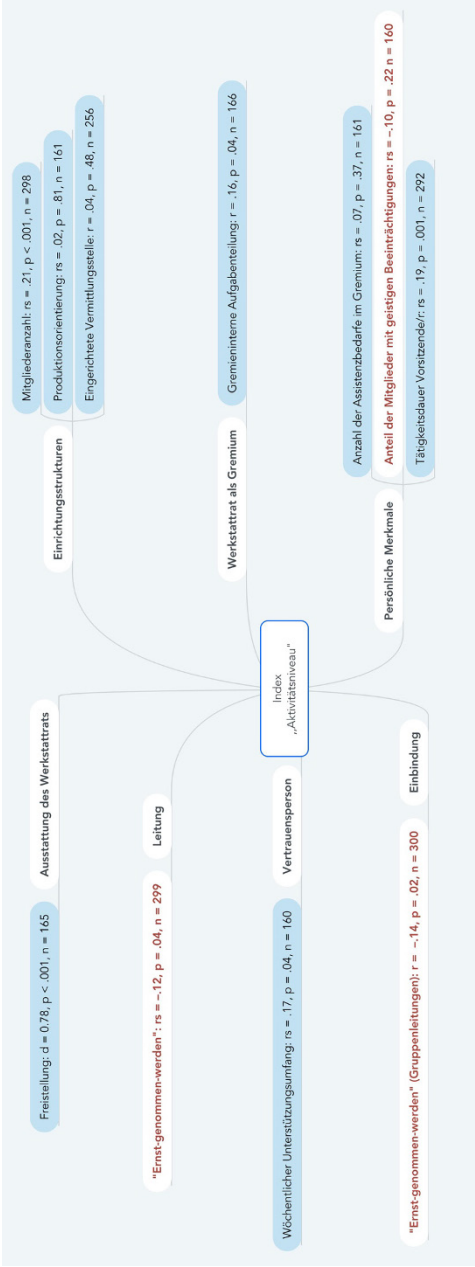 Index
„Aktivitätsniveau"
Ausstattung des Werkstattrats
Freistellung: d = 0.78, p < .001, n = 165
Leitung
"Ernst-genommen-werden": rs = −.12, p = .04, n = 299
Vertrauensperson
Wöchentlicher Unterstützungsumfang: rs = .17, p = .04, n = 160
Einbindung
"Ernst-genommen-werden" (Gruppenleitungen): r = −.14, p = .02, n = 300
Einrichtungsstrukturen
Mitgliederanzahl: rs = .21, p < .001, n = 298
Produktionsorientierung: rs = .02, p = .81, n = 161
Eingerichtete Vermittlungsstelle: r = .04, p = .48, n = 256
Werkstattrat als Gremium
Gremieninterne Aufgabenteilung: r = .16, p = .04, n = 166
Persönliche Merkmale
Anzahl der Assistenzbedarfe im Gremium: rs = .07, p = .37, n = 161
Anteil der Mitglieder mit geistigen Beeinträchtigungen: rs = −.10, p = .22 n = 160
Tätigkeitsdauer Vorsitzende/r: rs = .19, p = .001, n = 292